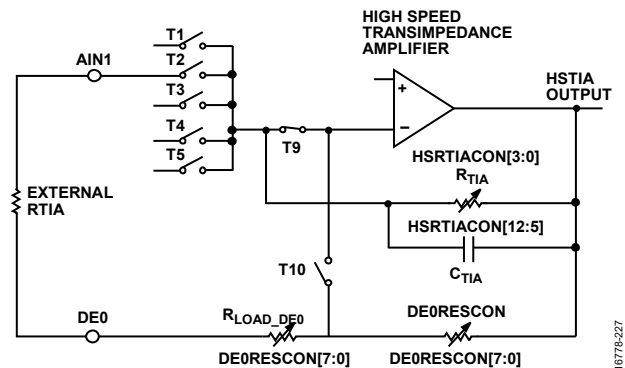 HIGH SPEED
TRANSIMPEDANCE
AMPLIFIER
T1
AIN1
T2
HSTIA
OUTPUT
+
T3
T4
–
T9
HSRTIACON[3:0]
T5
RTIA
EXTERNAL
RTIA
HSRTIACON[12:5]
T10
CTIA
DE0
RLOAD_DE0
DE0RESCON
DE0RESCON[7:0]
DE0RESCON[7:0]
16778-227